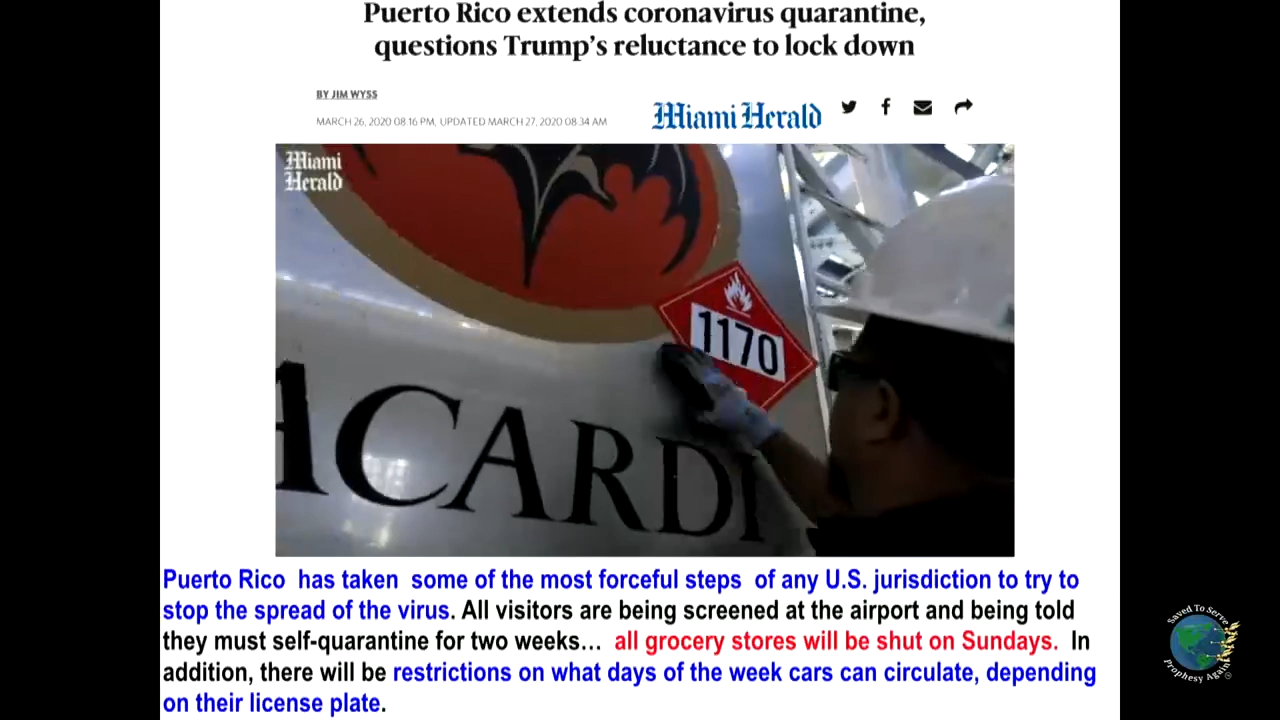 Puerto Rico extends coronavirus quarantine,
questions Trump's reluctance to lock down
BY JIM WYSS
MARCH 26, 2020 08:16 PM, UPDATED MARCH 27, 2020 08:34 AM
Miami Herald
Miami
Herald
1170
ACARDI
Puerto Rico has taken some of the most forceful steps of any U.S. jurisdiction to try to
stop the spread of the virus. All visitors are being screened at the airport and being told
they must self-quarantine for two weeks... all grocery stores will be shut on Sundays. In
addition, there will be restrictions on what days of the week cars can circulate, depending
on their license plate.
Saved To Serve
Prophesy Again